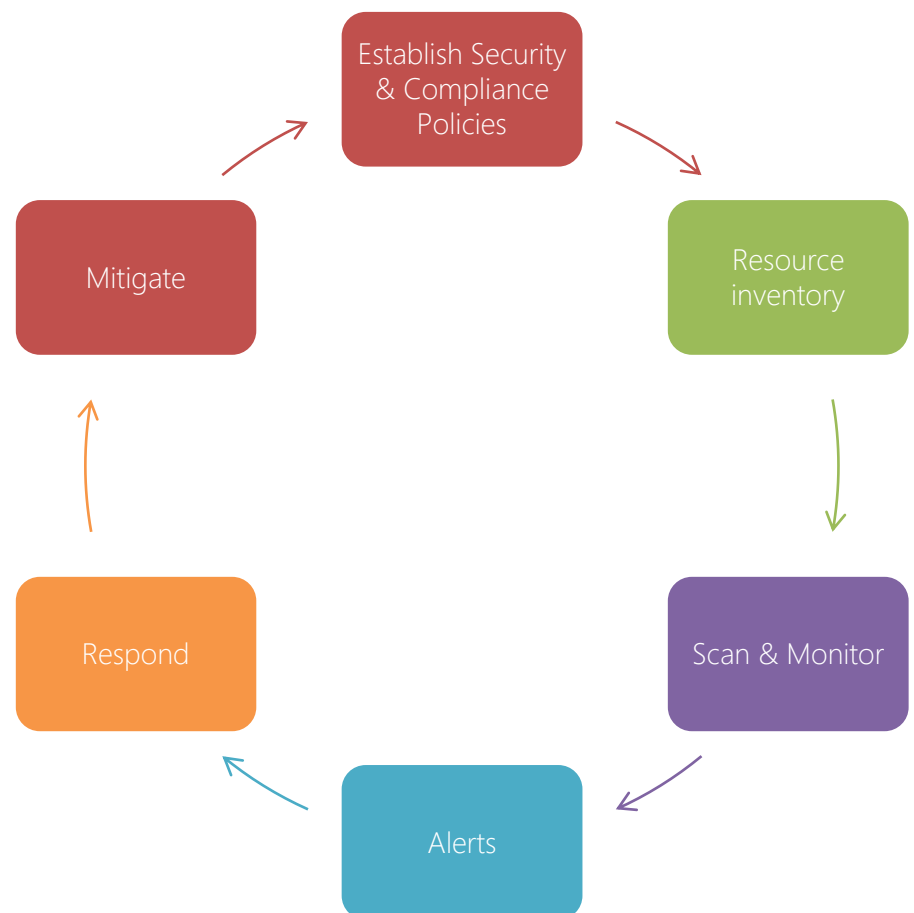 Establish Security
& Compliance
Policies
Resource
inventory
Scan & Monitor
Alerts
Respond
Mitigate